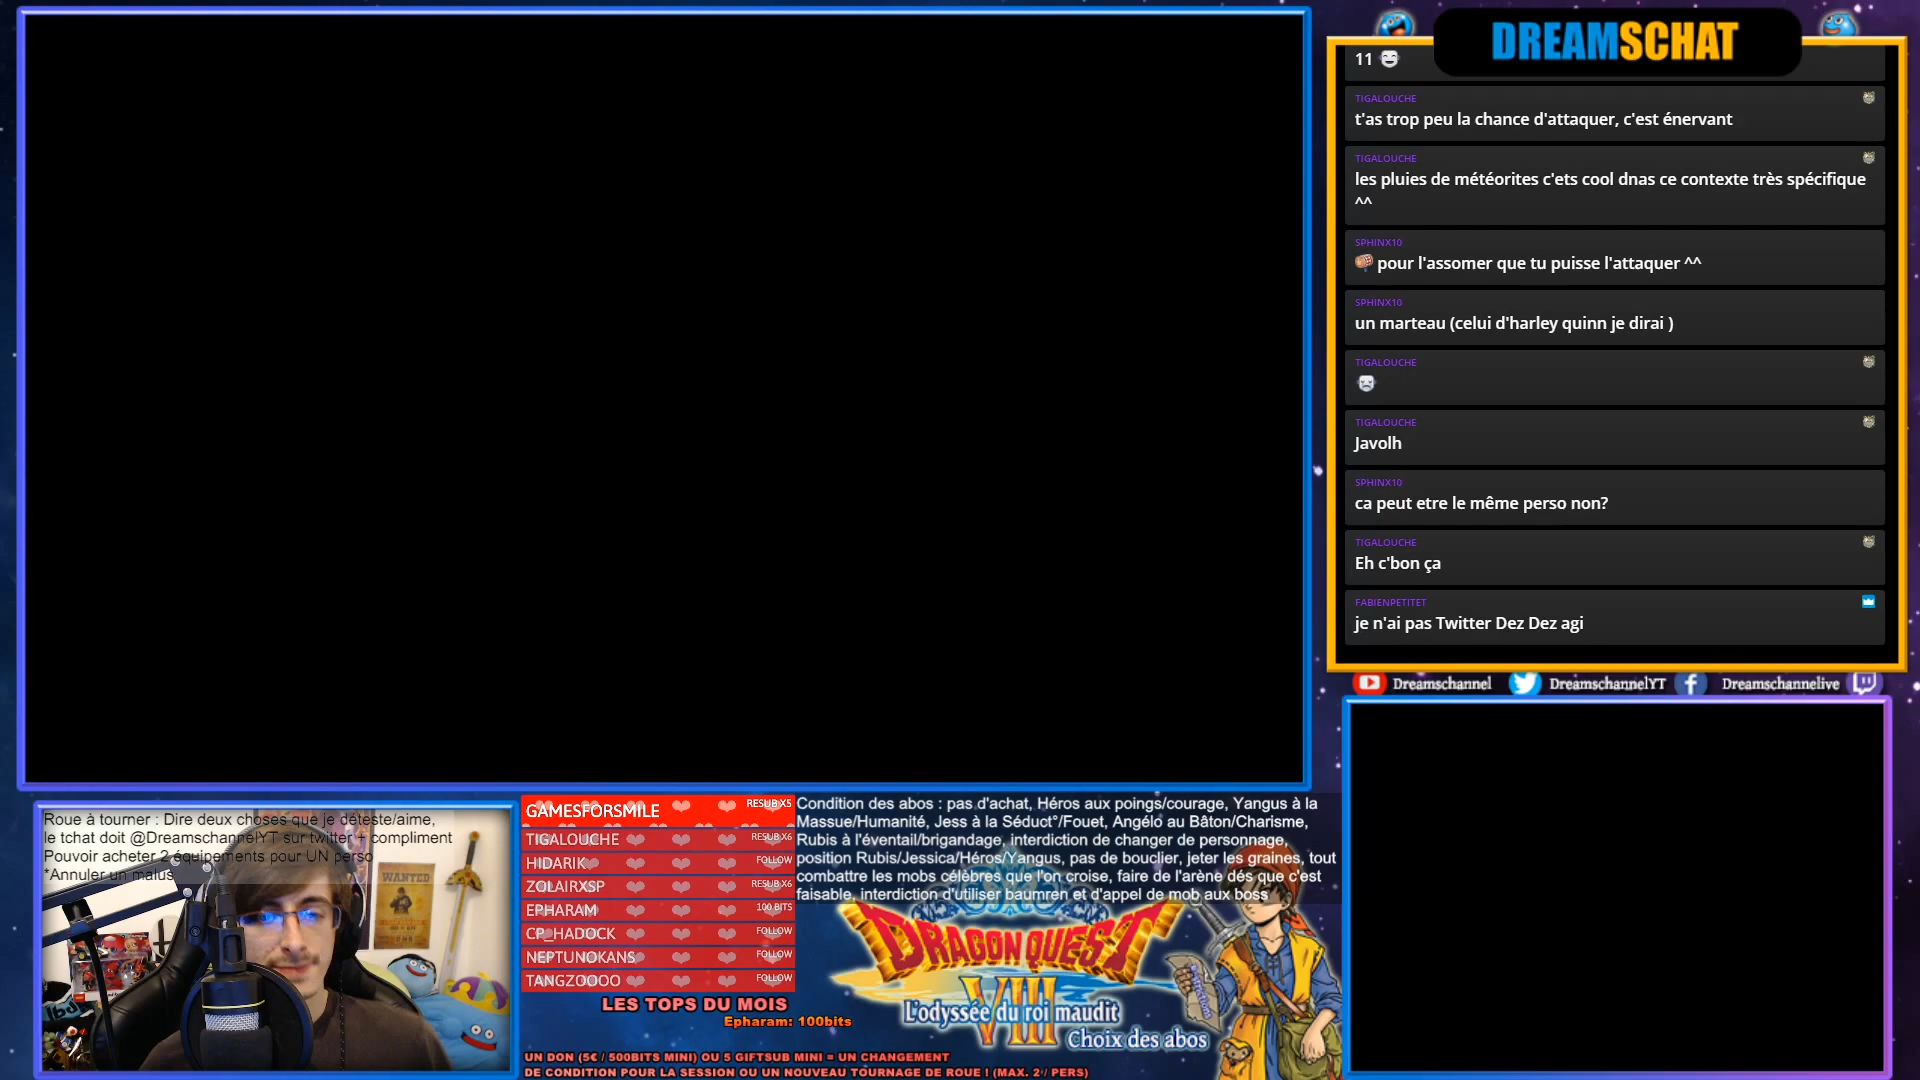 DREAMSCHAT
11
TIGALOUCHE
t'as trop peu la chance d'attaquer, c'est énervant
TIGALOUCHE
les pluies de météorites c'ets cool dnas ce contexte très spécifique
^^
SPHINX10
pour l'assomer que tu puisse l'attaquer ^^
SPHINX10
un marteau (celui d'harley quinn je dirai )
TIGALOUCHE
TIGALOUCHE
Javolh
SPHINX10
ca peut etre le même perso non?
TIGALOUCHE
Eh c'bon ça
FABIENPETITET
je n'ai pas Twitter Dez Dez agi
Dreamschannel DreamschannelYT Dreamschannelive
Roue à tourner : Dire deux choses que je déteste/aime,
le tchat doit @DreamschannelYT sur twitter + compliment
Pouvoir acheter 2 équipements pour UN perso
*Annuler un malus
WANTED
GAMESFORSMILE RESUB X5
TIGALOUCHE RESUB X6
HIDARIK FOLLOW
ZOLAIRXSP RESUB X6
EPHARAM 100 BITS
CP_HADOCK FOLLOW
NEPTUNOKANS FOLLOW
TANGZOOOO FOLLOW
LES TOPS DU MOIS
Epharam: 100bits
Condition des abos : pas d'achat, Héros aux poings/courage, Yangus à la
Massue/Humanité, Jess à la Séduct°/Fouet, Angélo au Bâton/Charisme,
Rubis à l'éventail/brigandage, interdiction de changer de personnage,
position Rubis/Jessica/Héros/Yangus, pas de bouclier, jeter les graines, tout
combattre les mobs célèbres que l'on croise, faire de l'arène dés que c'est
faisable, interdiction d'utiliser baumren et d'appel de mob aux boss
DRAGON QUEST
VIII
L'odyssée du roi maudit
Choix des abos
UN DON (5€ / 500BITS MINI) OU 5 GIFTSUB MINI = UN CHANGEMENT
DE CONDITION POUR LA SESSION OU UN NOUVEAU TOURNAGE DE ROUE ! (MAX. 2 / PERS)